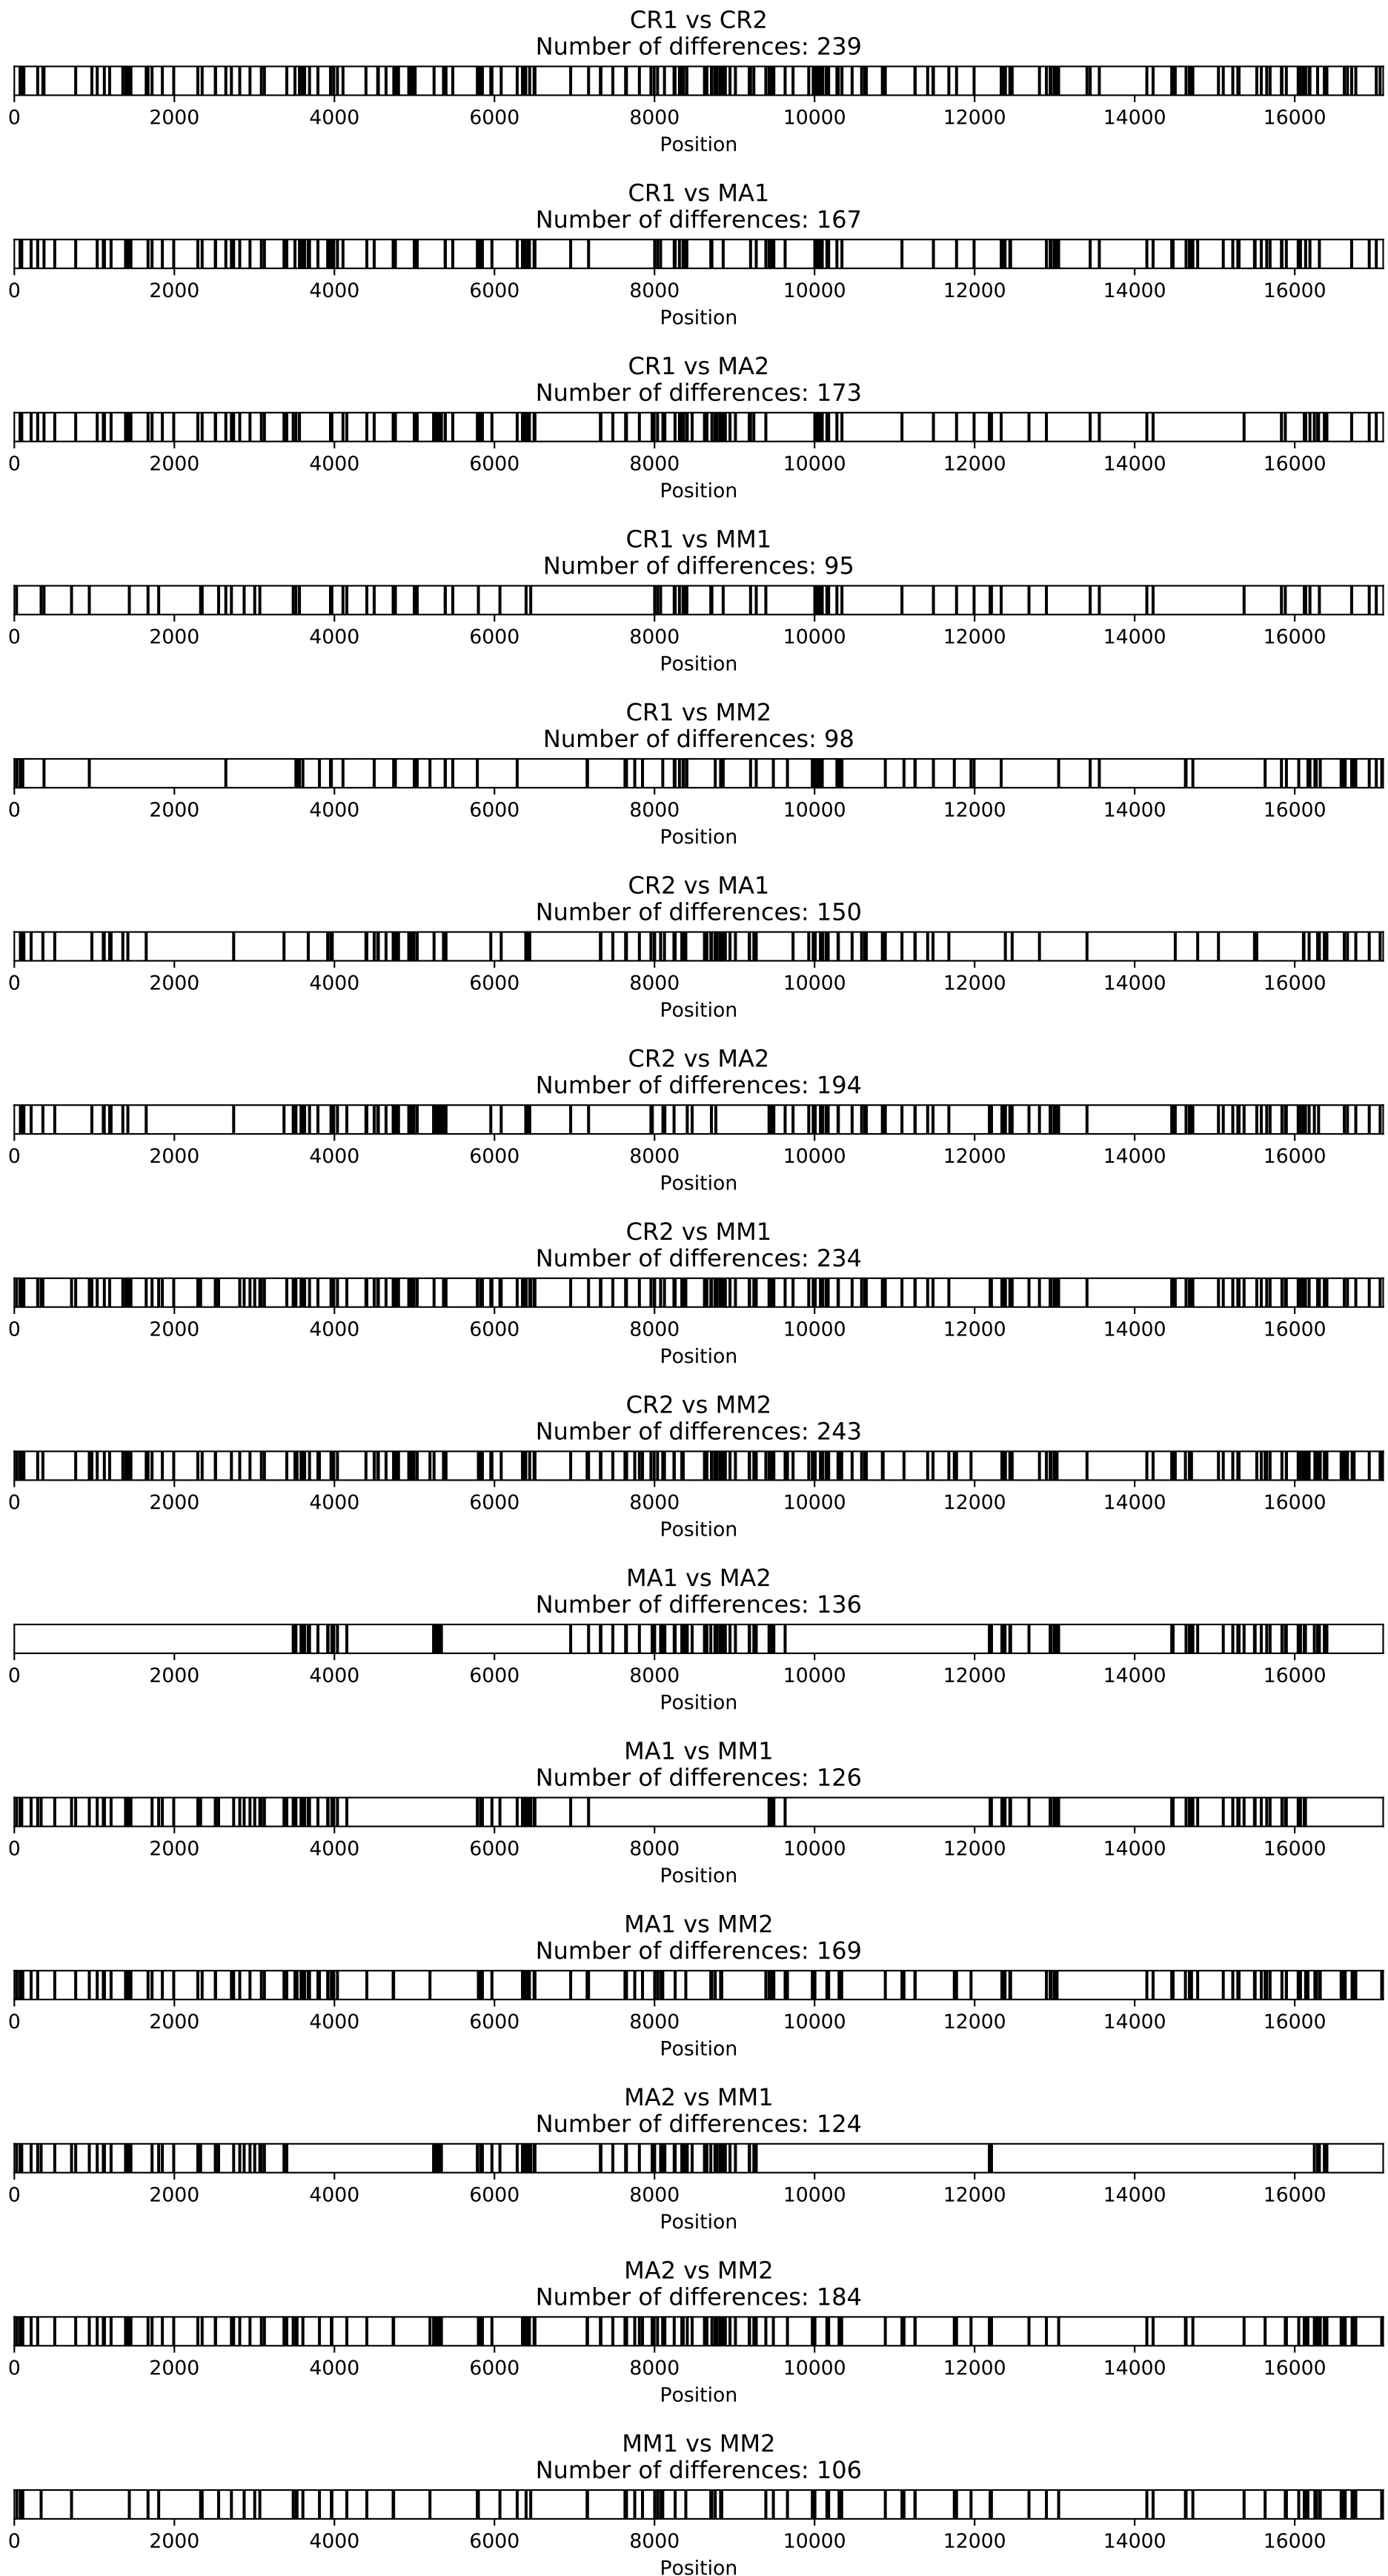 CR1 vs CR2
Number of differences: 239
0 2000 4000 6000 8000 10000 12000 14000 16000
Position
CR1 vs MA1
Number of differences: 167
0 2000 4000 6000 8000 10000 12000 14000 16000
Position
CR1 vs MA2
Number of differences: 173
0 2000 4000 6000 8000 10000 12000 14000 16000
Position
CR1 vs MM1
Number of differences: 95
0 2000 4000 6000 8000 10000 12000 14000 16000
Position
CR1 vs MM2
Number of differences: 98
0 2000 4000 6000 8000 10000 12000 14000 16000
Position
CR2 vs MA1
Number of differences: 150
0 2000 4000 6000 8000 10000 12000 14000 16000
Position
CR2 vs MA2
Number of differences: 194
0 2000 4000 6000 8000 10000 12000 14000 16000
Position
CR2 vs MM1
Number of differences: 234
0 2000 4000 6000 8000 10000 12000 14000 16000
Position
CR2 vs MM2
Number of differences: 243
0 2000 4000 6000 8000 10000 12000 14000 16000
Position
MA1 vs MA2
Number of differences: 136
0 2000 4000 6000 8000 10000 12000 14000 16000
Position
MA1 vs MM1
Number of differences: 126
0 2000 4000 6000 8000 10000 12000 14000 16000
Position
MA1 vs MM2
Number of differences: 169
0 2000 4000 6000 8000 10000 12000 14000 16000
Position
MA2 vs MM1
Number of differences: 124
0 2000 4000 6000 8000 10000 12000 14000 16000
Position
MA2 vs MM2
Number of differences: 184
0 2000 4000 6000 8000 10000 12000 14000 16000
Position
MM1 vs MM2
Number of differences: 106
0 2000 4000 6000 8000 10000 12000 14000 16000
Position